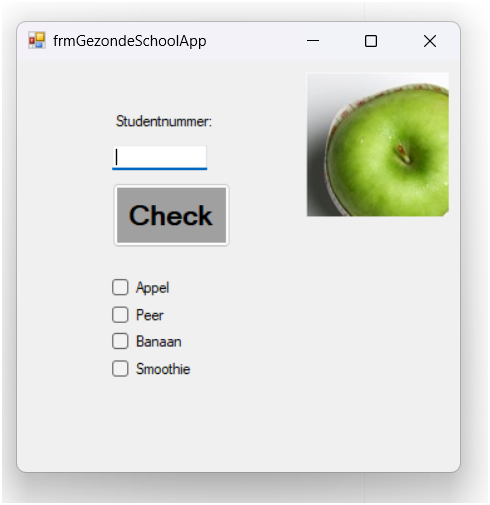 frmGezondeSchoolApp
Studentnummer:
Check
Appel
Peer
Banaan
Smoothie